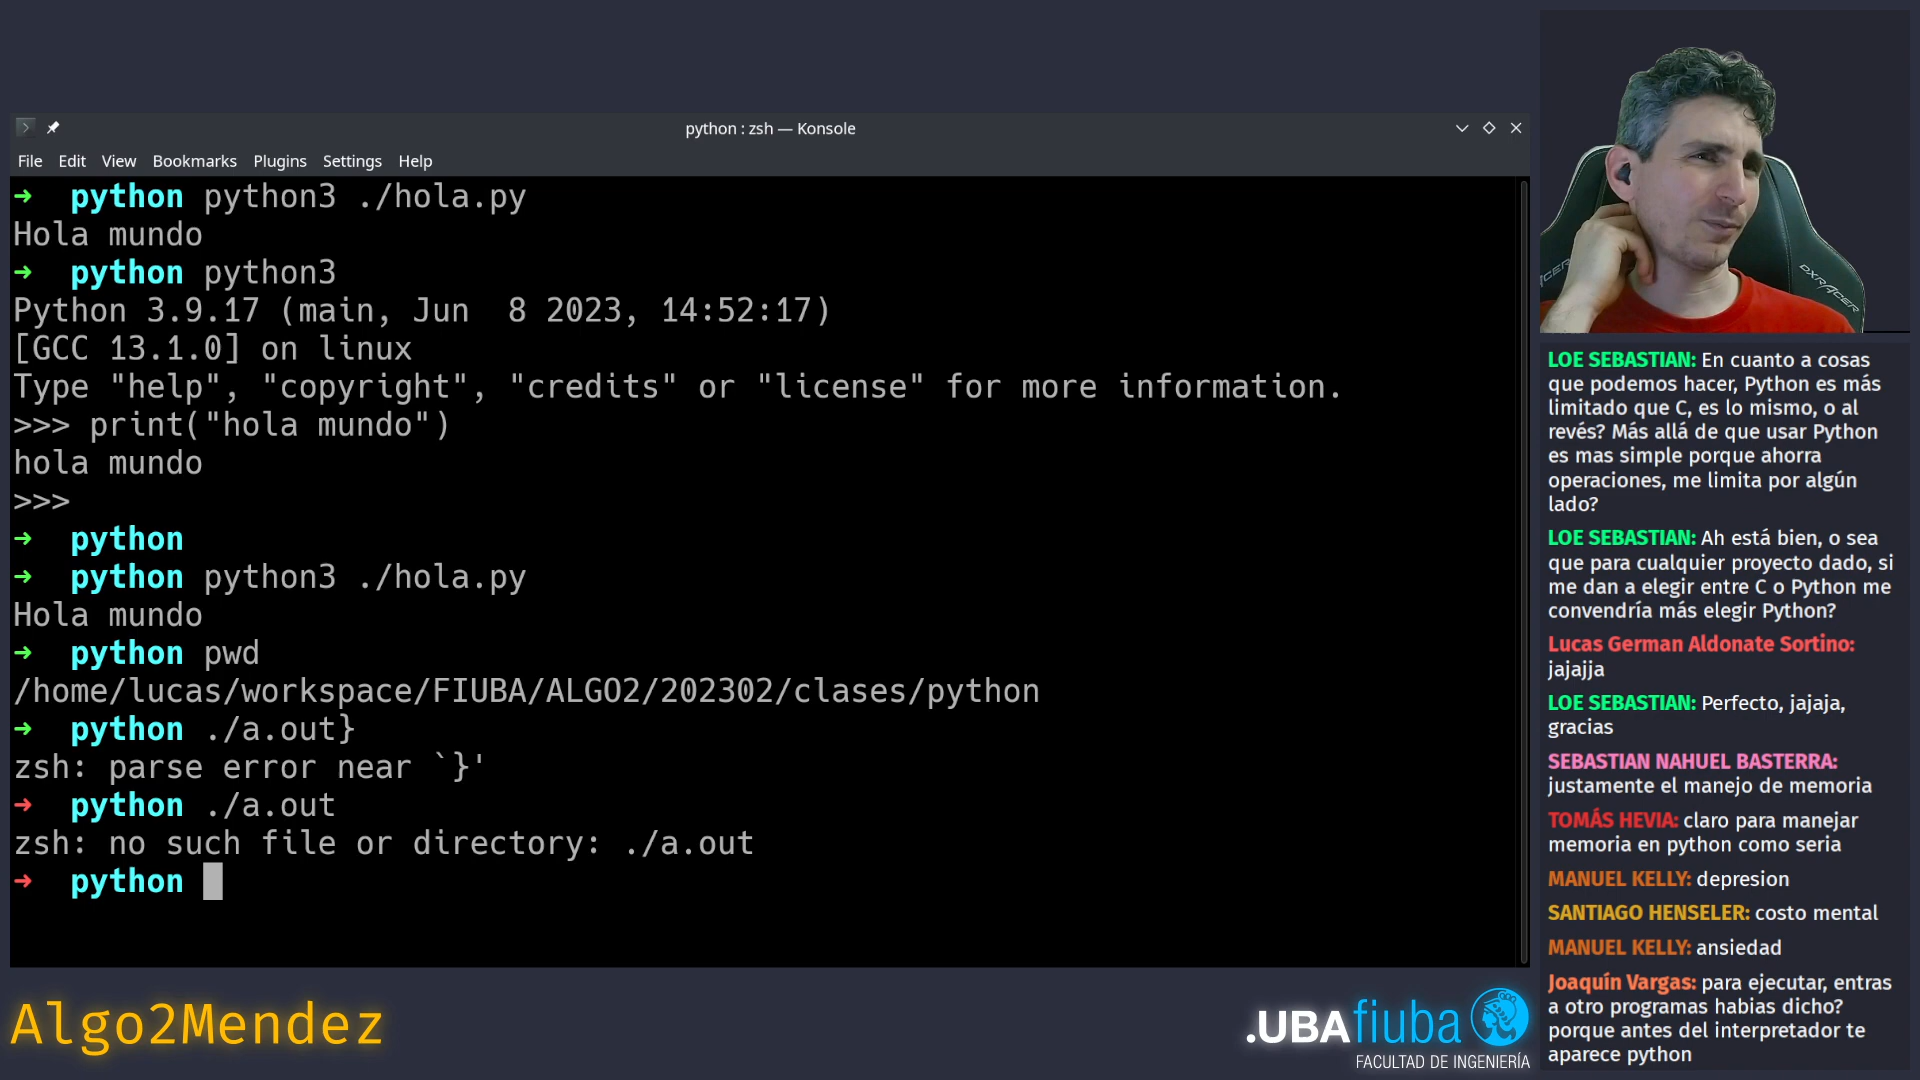 python : zsh — Konsole
File Edit View Bookmarks Plugins Settings Help
➜ python python3 ./hola.py
Hola mundo
➜ python python3
Python 3.9.17 (main, Jun  8 2023, 14:52:17)
[GCC 13.1.0] on linux
Type "help", "copyright", "credits" or "license" for more information.
>>> print("hola mundo")
hola mundo
>>>
➜ python
➜ python python3 ./hola.py
Hola mundo
➜ python pwd
/home/lucas/workspace/FIUBA/ALGO2/202302/clases/python
➜ python ./a.out}
zsh: parse error near `}'
➜ python ./a.out
zsh: no such file or directory: ./a.out
➜ python
DXRACER
LOE SEBASTIAN: En cuanto a cosas
que podemos hacer, Python es más
limitado que C, es lo mismo, o al
revés? Más allá de que usar Python
es mas simple porque ahorra
operaciones, me limita por algún
lado?
LOE SEBASTIAN: Ah está bien, o sea
que para cualquier proyecto dado, si
me dan a elegir entre C o Python me
convendría más elegir Python?
Lucas German Aldonate Sortino:
jajajja
LOE SEBASTIAN: Perfecto, jajaja,
gracias
SEBASTIAN NAHUEL BASTERRA:
justamente el manejo de memoria
TOMÁS HEVIA: claro para manejar
memoria en python como seria
MANUEL KELLY: depresion
SANTIAGO HENSELER: costo mental
MANUEL KELLY: ansiedad
Joaquín Vargas: para ejecutar, entras
a otro programas habias dicho?
porque antes del interpretador te
aparece python
Algo2Mendez
.UBAfiuba
FACULTAD DE INGENIERÍA